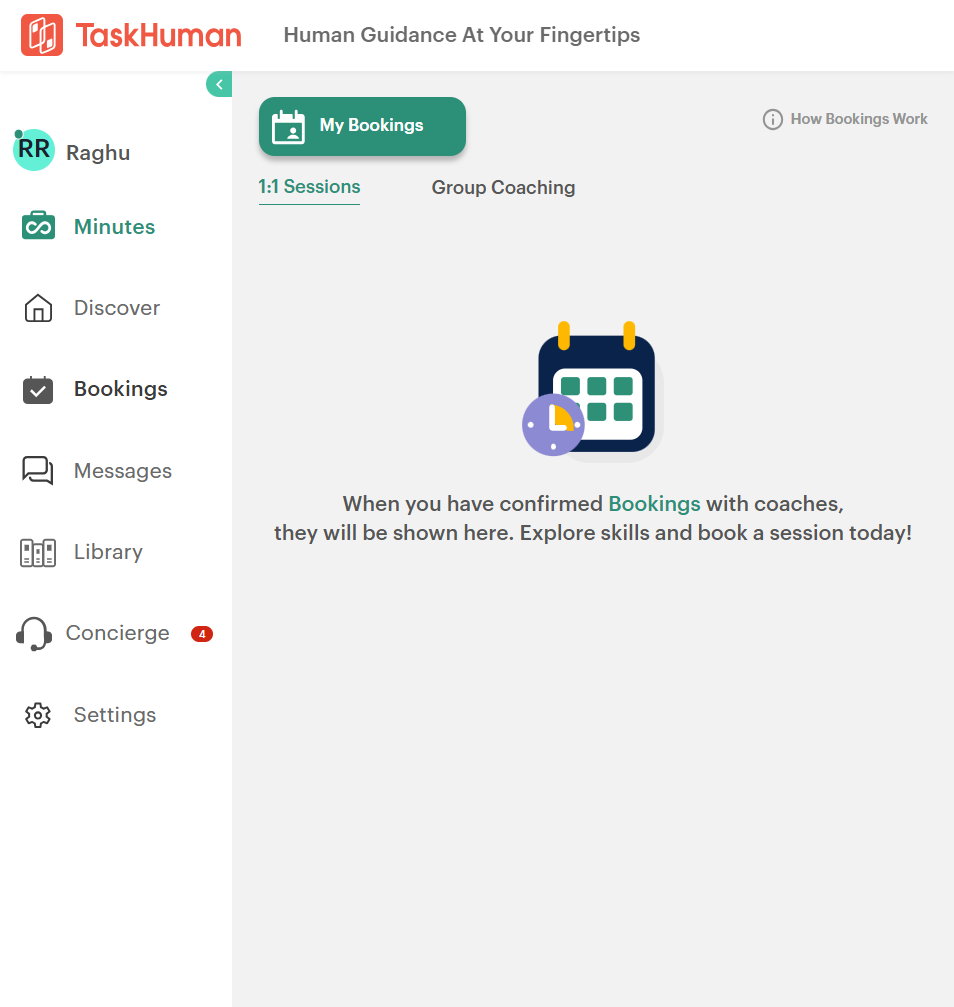 TaskHuman
Human Guidance At Your Fingertips
My Bookings
How Bookings Work
RR
Raghu
1:1 Sessions
Group Coaching
Minutes
Discover
Bookings
Messages
Library
Concierge
4
Settings
When you have confirmed Bookings with coaches,
they will be shown here. Explore skills and book a session today!